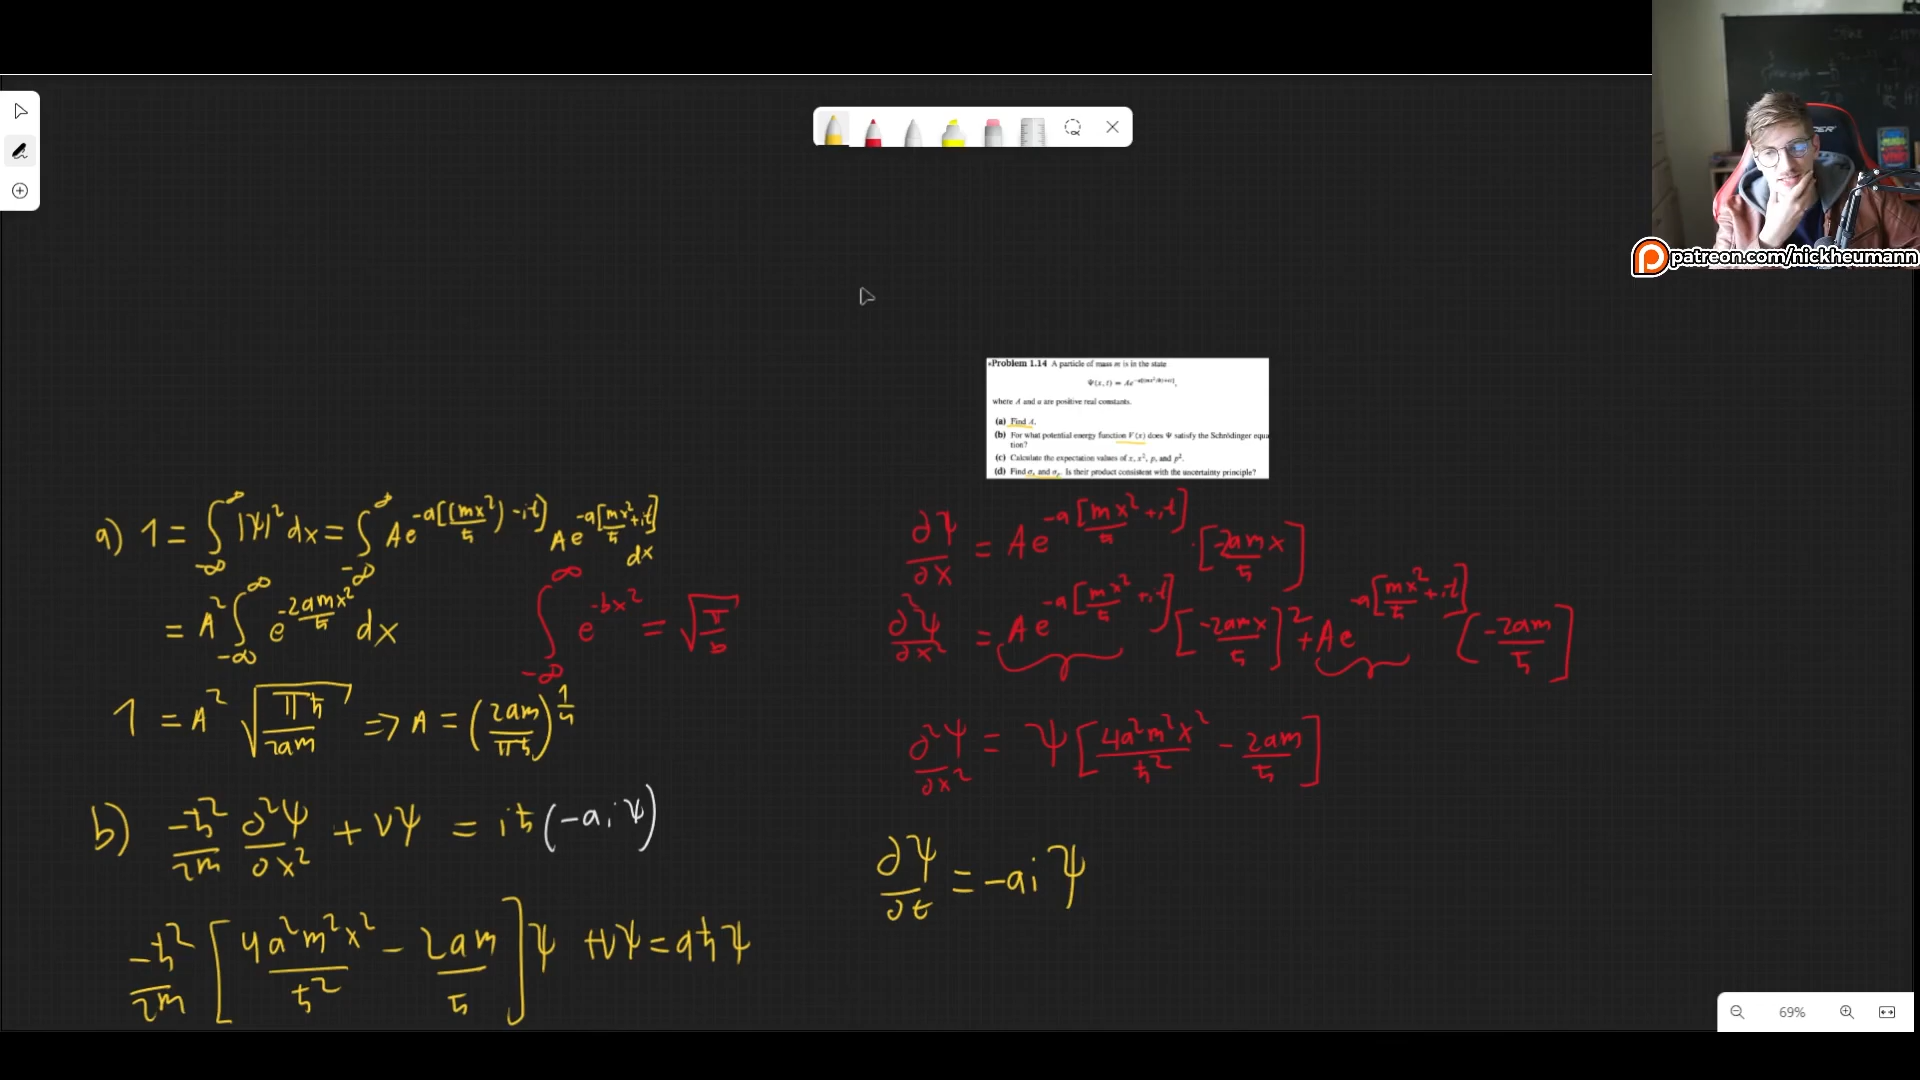 patreon.com/nickheumann
*Problem 1.14 A particle of mass m is in the state
Ψ(x, t) = Ae^{-a[(mx²/ħ)+it]},
where A and a are positive real constants.
(a) Find A.
(b) For what potential energy function V(x) does Ψ satisfy the Schrödinger equa
tion?
(c) Calculate the expectation values of x, x², p, and p².
(d) Find σₓ and σₚ. Is their product consistent with the uncertainty principle?
a) 1 = ∫_{-∞}^{∞} |Ψ|² dx = ∫_{-∞}^{∞} Ae^{-a[(mx²/ħ) - it]} Ae^{-a[mx²/ħ + it]} dx
= A² ∫_{-∞}^{∞} e^{-2amx²/ħ} dx
∫_{-∞}^{∞} e^{-bx²} = √(π/b)
1 = A² √(πħ/2am) => A = (2am/πħ)^{1/4}
b) -ħ²/2m ∂²Ψ/∂x² + VΨ = iħ (-aiΨ)
-ħ²/2m [4a²m²x²/ħ² - 2am/ħ] Ψ + VΨ = aħΨ
∂Ψ/∂x = Ae^{-a[mx²/ħ + it]} · [-2amx/ħ]
∂²Ψ/∂x² = Ae^{-a[mx²/ħ + it]} [-2amx/ħ]² + Ae^{-a[mx²/ħ + it]} [-2am/ħ]
∂²Ψ/∂x² = Ψ [4a²m²x²/ħ² - 2am/ħ]
∂Ψ/∂t = -aiΨ
69%